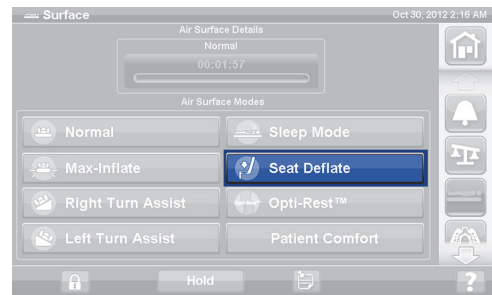 Surface
Oct 30, 2012 2:16 AM
Air Surface Details
Normal
00:01:57
Air Surface Modes
Normal
Sleep Mode
Max-Inflate
Seat Deflate
Right Turn Assist
Opti-Rest™
Left Turn Assist
Patient Comfort
Hold
?